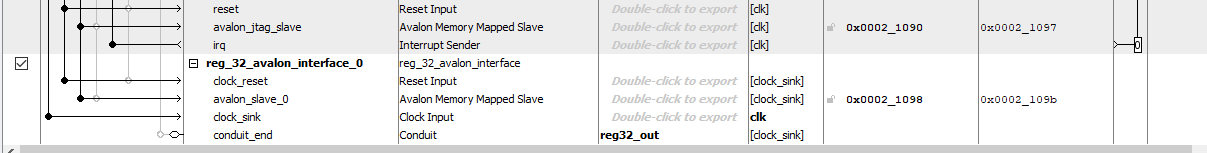 reset Reset Input Double-click to export [clk]
avalon_jtag_slave Avalon Memory Mapped Slave Double-click to export [clk] 0x0002_1090 0x0002_1097
irq Interrupt Sender Double-click to export [clk] 0
reg_32_avalon_interface_0 reg_32_avalon_interface
clock_reset Reset Input Double-click to export [clock_sink]
avalon_slave_0 Avalon Memory Mapped Slave Double-click to export [clock_sink] 0x0002_1098 0x0002_109b
clock_sink Clock Input Double-click to export clk
conduit_end Conduit reg32_out [clock_sink]